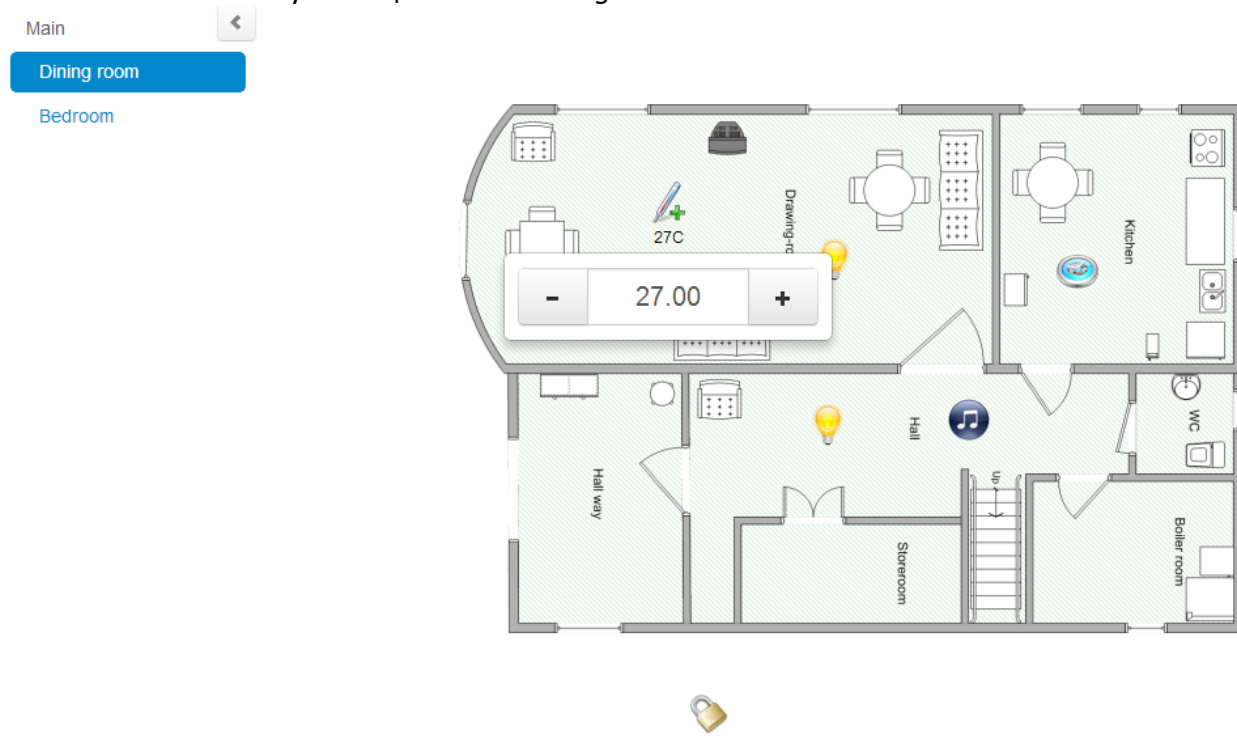 Main
Dining room
Bedroom
27C
Drawing-ro
Kitchen
- 27.00 +
Hall
WC
Hall way
Up
Storeroom
Boiler room